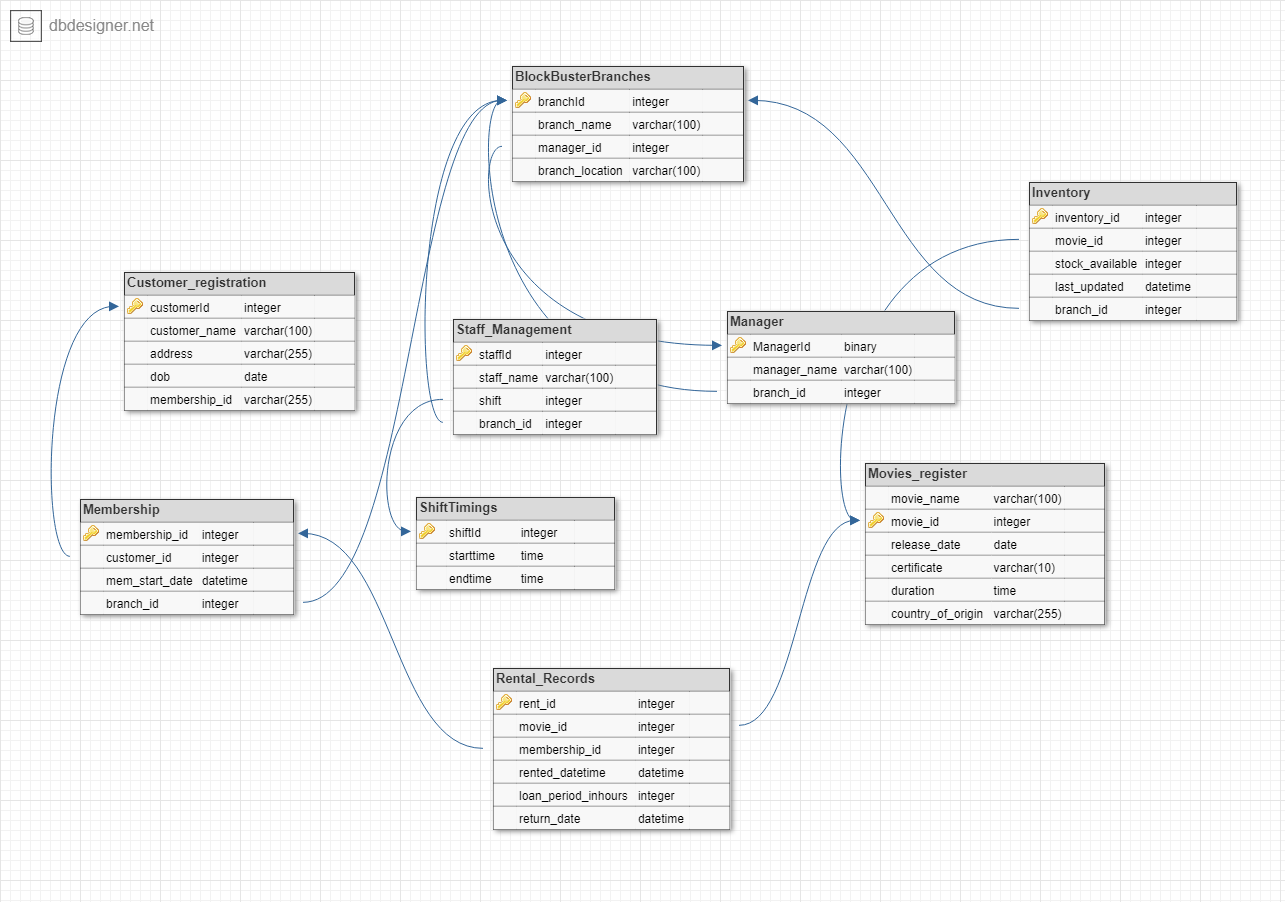 dbdesigner.net
BlockBusterBranches
branchId integer
branch_name varchar(100)
manager_id integer
branch_location varchar(100)
Inventory
inventory_id integer
movie_id integer
stock_available integer
last_updated datetime
branch_id integer
Customer_registration
customerId integer
customer_name varchar(100)
address varchar(255)
dob date
membership_id varchar(255)
Staff_Management
staffId integer
staff_name varchar(100)
shift integer
branch_id integer
Manager
ManagerId binary
manager_name varchar(100)
branch_id integer
Movies_register
movie_name varchar(100)
movie_id integer
release_date date
certificate varchar(10)
duration time
country_of_origin varchar(255)
Membership
membership_id integer
customer_id integer
mem_start_date datetime
branch_id integer
ShiftTimings
shiftId integer
starttime time
endtime time
Rental_Records
rent_id integer
movie_id integer
membership_id integer
rented_datetime datetime
loan_period_inhours integer
return_date datetime